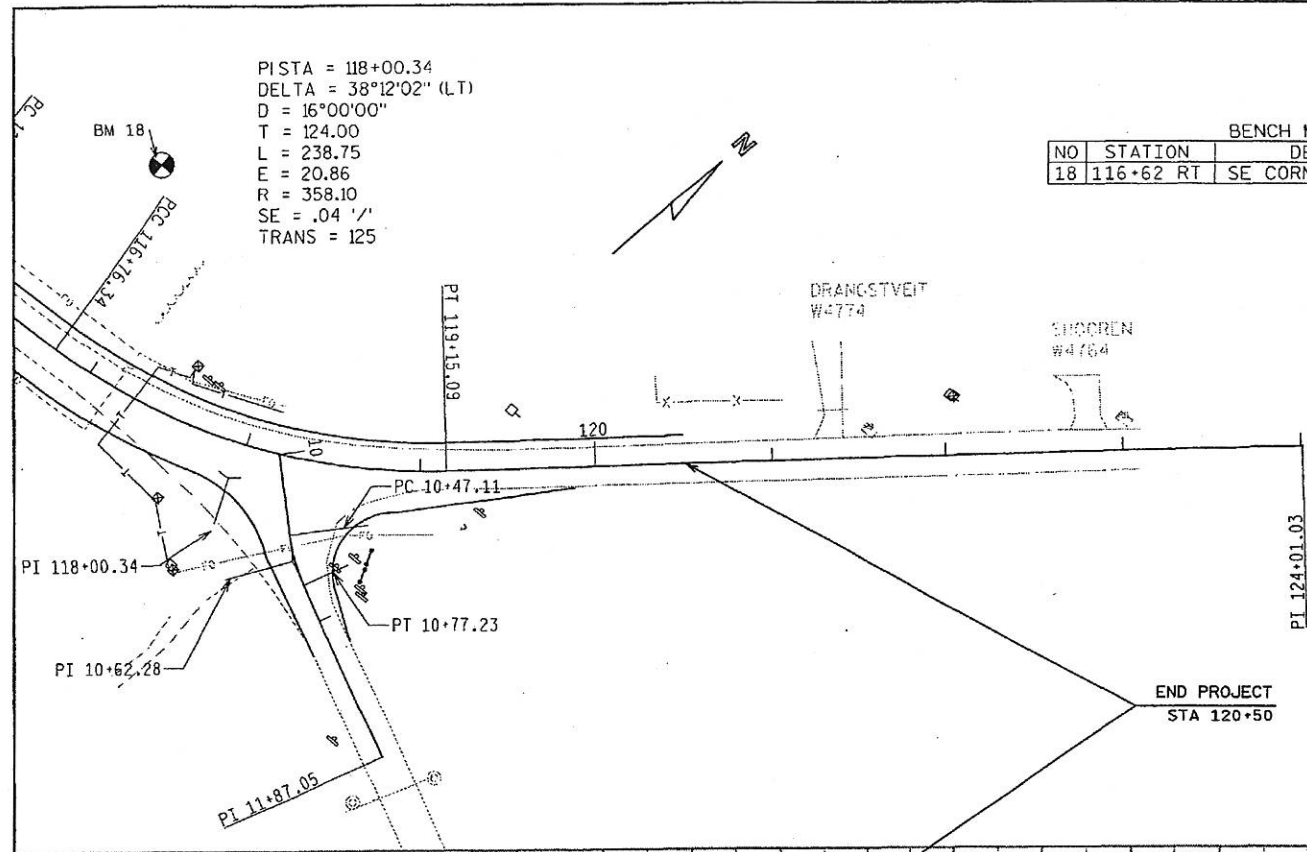 PISTA = 118+00.34
DELTA = 38°12'02" (LT)
D = 16°00'00"
T = 124.00
L = 238.75
E = 20.86
R = 358.10
SE = .04 '/'
TRANS = 125
BM 18
N
BENCH
NO STATION
18 116+62 RT SE
PCC 116+76.34
PT 119+15.09
DRANGSTVEIT
W4774
W4764
120
10
PC 10+47.11
PI 118+00.34
PT 10+77.23
PI 10+62.28
PI 124+01.03
END PROJECT
STA 120+50
PI 11+87.05